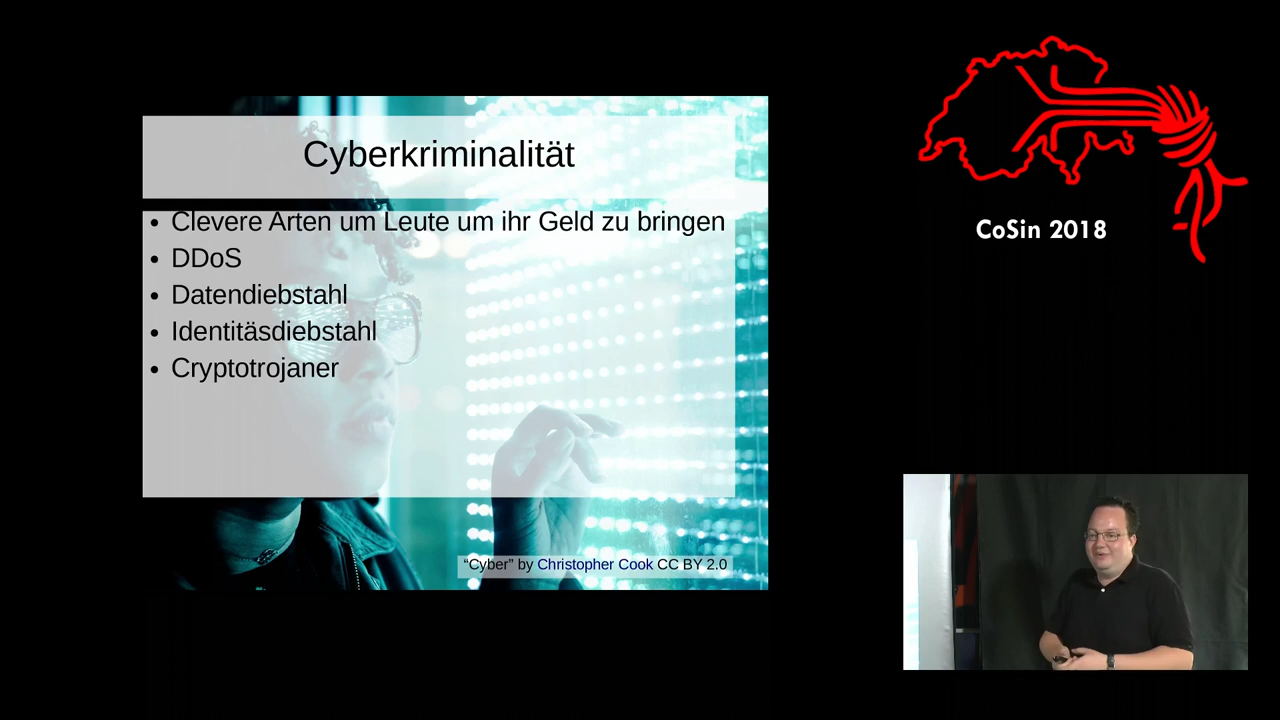 Cyberkriminalität
Clevere Arten um Leute um ihr Geld zu bringen
DDoS
Datendiebstahl
Identitäsdiebstahl
Cryptotrojaner
“Cyber” by Christopher Cook CC BY 2.0
CoSin 2018